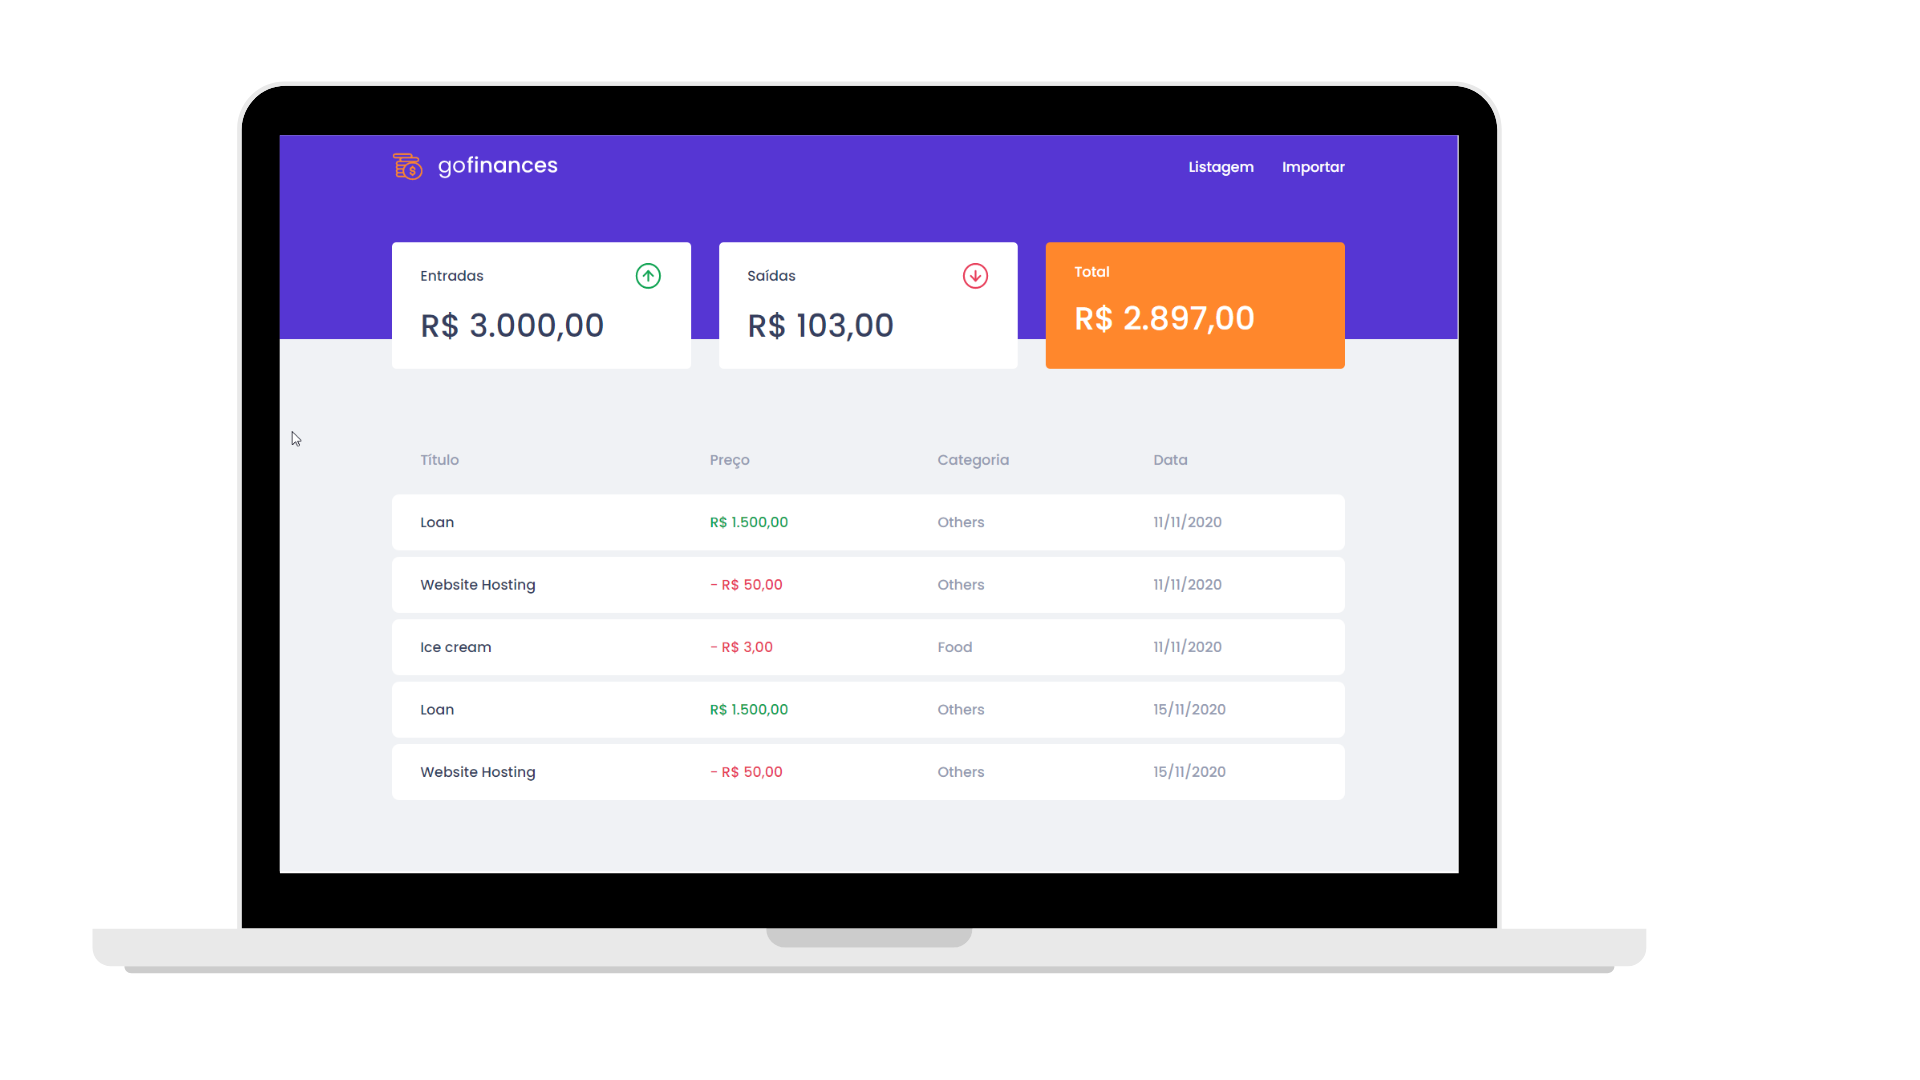 gofinances Listagem Importar
Entradas Saídas Total
R$ 3.000,00 R$ 103,00 R$ 2.897,00
Título Preço Categoria Data
Loan R$ 1.500,00 Others 11/11/2020
Website Hosting - R$ 50,00 Others 11/11/2020
Ice cream - R$ 3,00 Food 11/11/2020
Loan R$ 1.500,00 Others 15/11/2020
Website Hosting - R$ 50,00 Others 15/11/2020